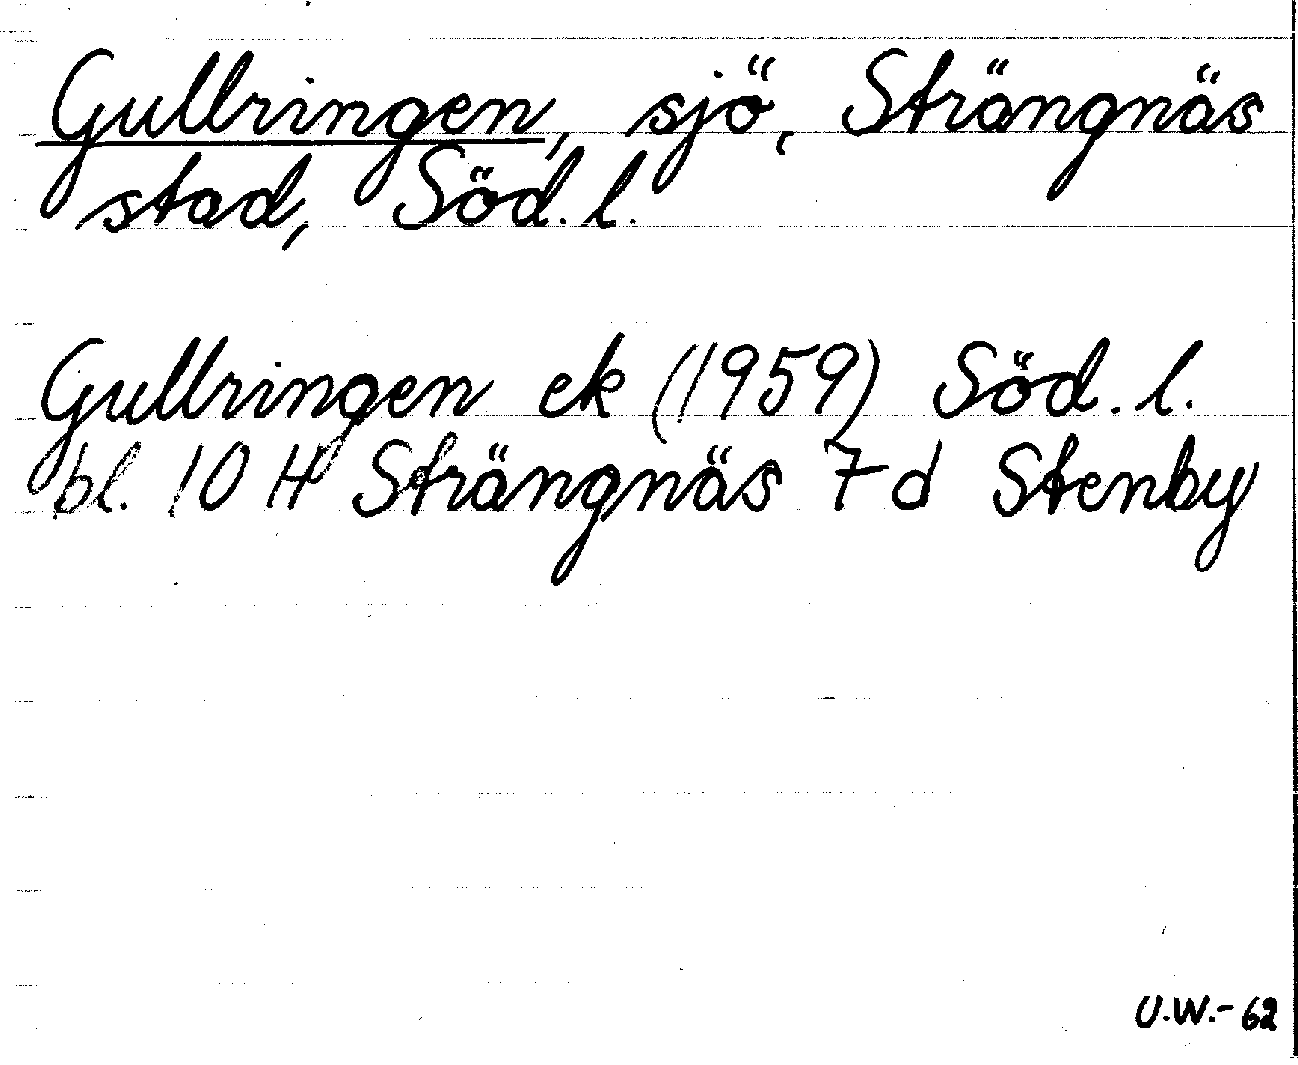 Gullringen, sjö, Strängnäs
stad, Söd. l.
Gullringen ek (1959) Söd. l.
bl. 10 H Strängnäs 7 d Stenby
U.W.-62